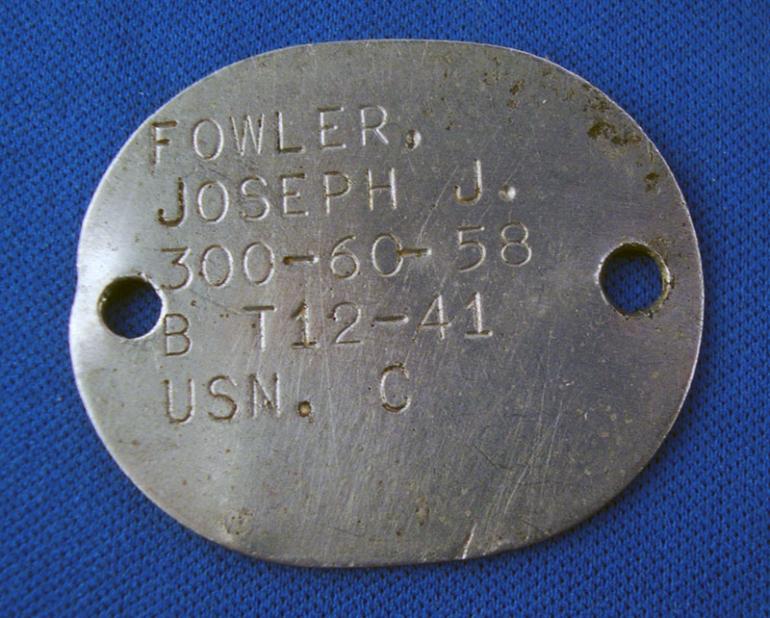 FOWLER,
JOSEPH J.
300-60-58
B T12-41
USN. C